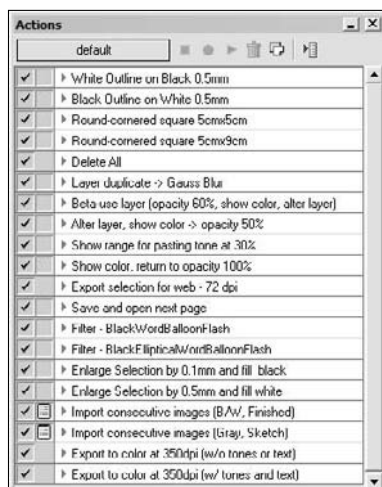 Actions
default
White Outline on Black 0.5mm
Black Outline on White 0.5mm
Round-cornered square 5cmx5cm
Round-cornered square 5cmx9cm
Delete All
Layer duplicate -> Gauss Blur
Beta use layer (opacity 60%, show color, alter layer)
Alter layer, show color -> opacity 50%
Show range for pasting tone at 30%
Show color, return to opacity 100%
Export selection for web - 72 dpi
Save and open next page
Filter - BlackWordBalloonFlash
Filter - BlackEllipticalWordBalloonFlash
Enlarge Selection by 0.1mm and fill black
Enlarge Selection by 0.5mm and fill white
Import consecutive images (B/W, Finished)
Import consecutive images (Gray, Sketch)
Export to color at 350dpi (w/o tones or text)
Export to color at 350dpi (w/ tones and text)